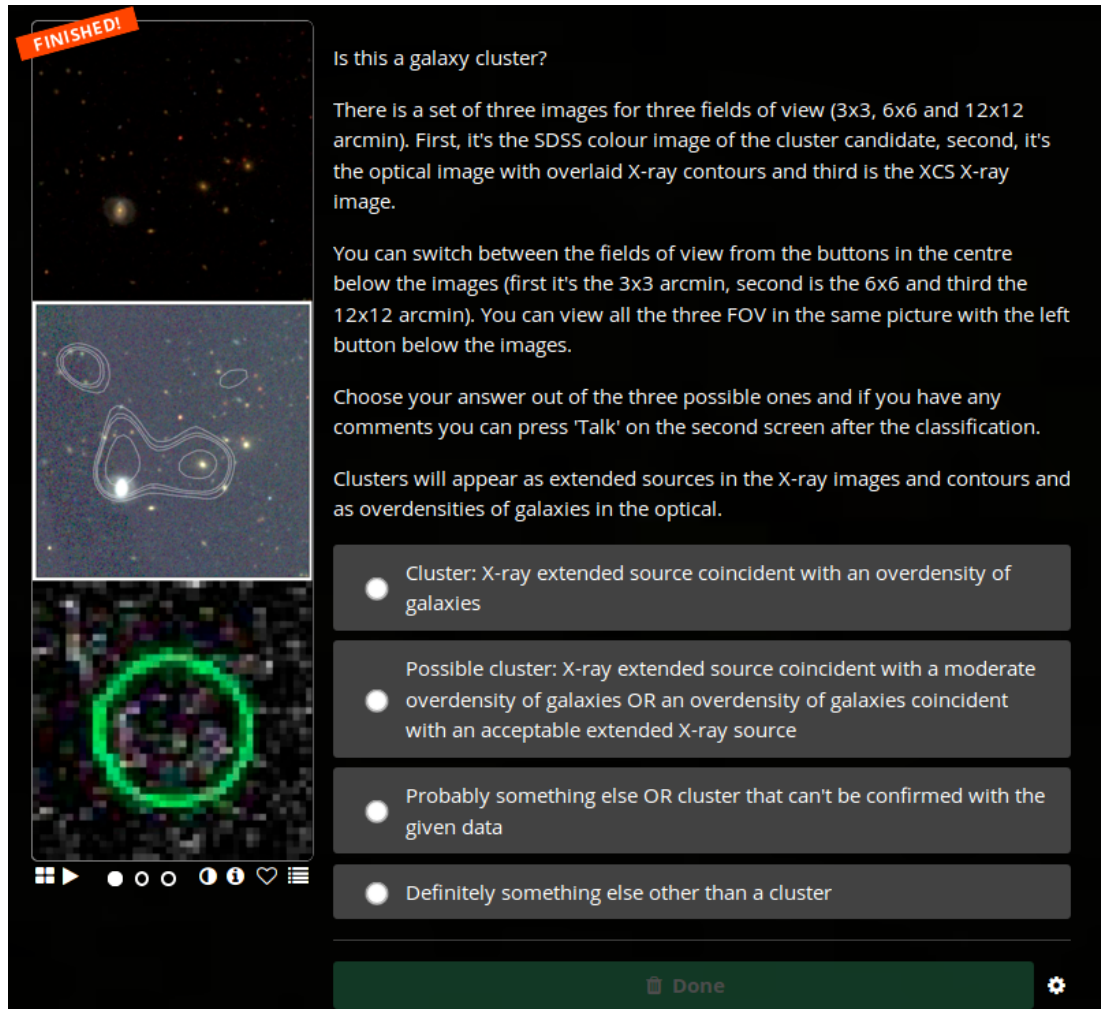 FINISHED!
Is this a galaxy cluster?
There is a set of three images for three fields of view (3x3, 6x6 and 12x12
arcmin). First, it's the SDSS colour image of the cluster candidate, second, it's
the optical image with overlaid X-ray contours and third is the XCS X-ray
image.
You can switch between the fields of view from the buttons in the centre
below the images (first it's the 3x3 arcmin, second is the 6x6 and third the
12x12 arcmin). You can view all the three FOV in the same picture with the left
button below the images.
Choose your answer out of the three possible ones and if you have any
comments you can press 'Talk' on the second screen after the classification.
Clusters will appear as extended sources in the X-ray images and contours and
as overdensities of galaxies in the optical.
Cluster: X-ray extended source coincident with an overdensity of
galaxies
Possible cluster: X-ray extended source coincident with a moderate
overdensity of galaxies OR an overdensity of galaxies coincident
with an acceptable extended X-ray source
Probably something else OR cluster that can't be confirmed with the
given data
Definitely something else other than a cluster
Done